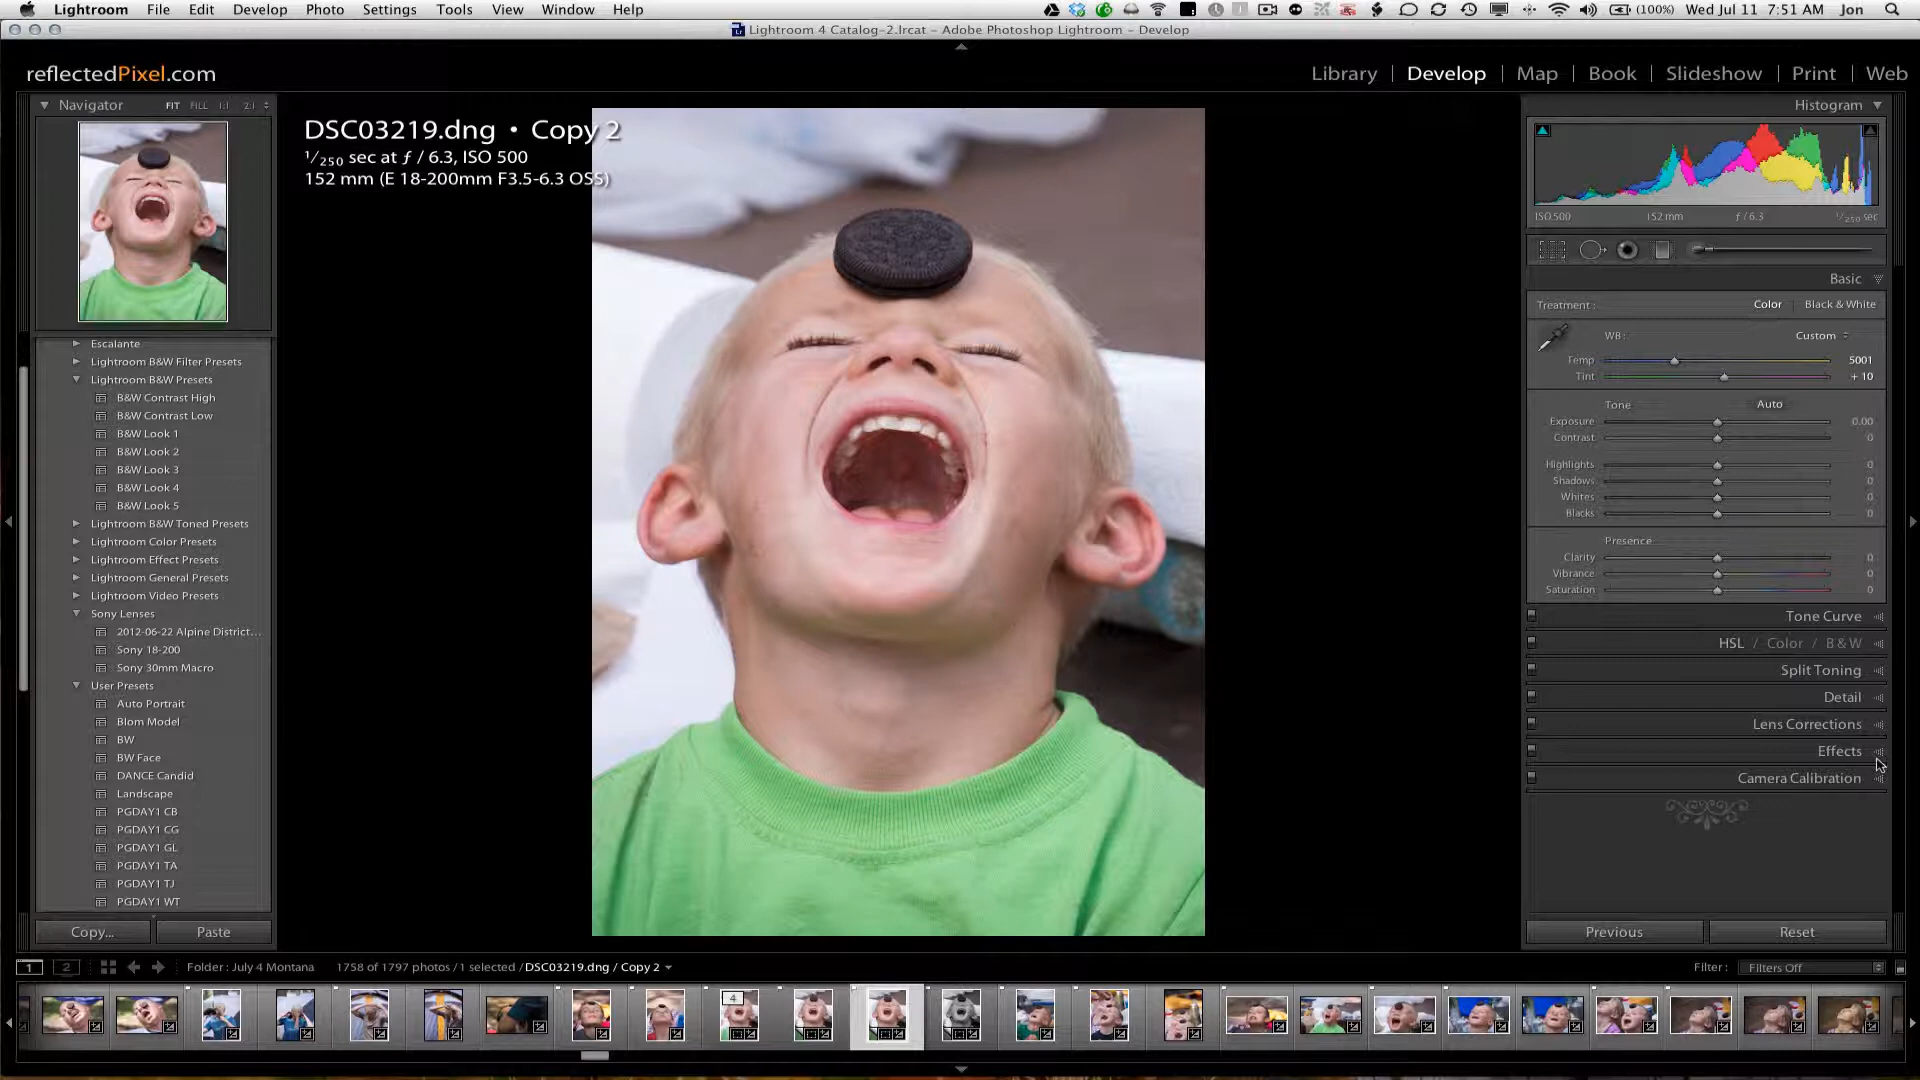 Lightroom File Edit Develop Photo Settings Tools View Window Help
(100%) Wed Jul 11 7:51 AM Jon
Lightroom 4 Catalog-2.lrcat – Adobe Photoshop Lightroom – Develop
reflectedPixel.com
Library | Develop | Map | Book | Slideshow | Print | Web
Navigator FIT FILL 1:1 2:1
Escalante
Lightroom B&W Filter Presets
Lightroom B&W Presets
B&W Contrast High
B&W Contrast Low
B&W Look 1
B&W Look 2
B&W Look 3
B&W Look 4
B&W Look 5
Lightroom B&W Toned Presets
Lightroom Color Presets
Lightroom Effect Presets
Lightroom General Presets
Lightroom Video Presets
Sony Lenses
2012-06-22 Alpine District...
Sony 18-200
Sony 30mm Macro
User Presets
Auto Portrait
Blom Model
BW
BW Face
DANCE Candid
Landscape
PGDAY1 CB
PGDAY1 CG
PGDAY1 GL
PGDAY1 TA
PGDAY1 TJ
PGDAY1 WT
Copy... Paste
DSC03219.dng • Copy 2
1/250 sec at ƒ / 6.3, ISO 500
152 mm (E 18-200mm F3.5-6.3 OSS)
Histogram
ISO 500 152 mm ƒ / 6.3 1/250 sec
Basic
Treatment : Color | Black & White
WB : Custom
Temp 5001
Tint + 10
Tone Auto
Exposure 0.00
Contrast 0
Highlights 0
Shadows 0
Whites 0
Blacks 0
Presence
Clarity 0
Vibrance 0
Saturation 0
Tone Curve
HSL / Color / B & W
Split Toning
Detail
Lens Corrections
Effects
Camera Calibration
Previous Reset
1 2 Folder : July 4 Montana 1758 of 1797 photos / 1 selected / DSC03219.dng / Copy 2
Filter : Filters Off
4